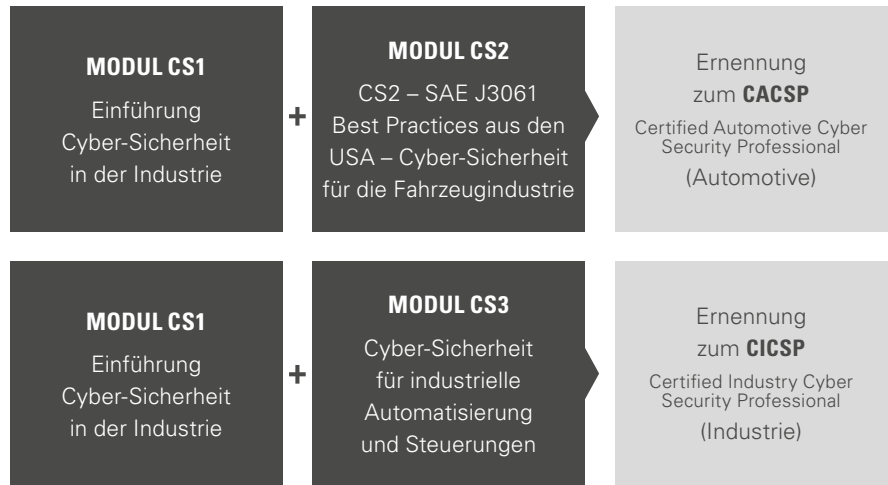 MODUL CS1
Einführung
Cyber-Sicherheit
in der Industrie
+
MODUL CS2
CS2 – SAE J3061
Best Practices aus den
USA – Cyber-Sicherheit
für die Fahrzeugindustrie
Ernennung
zum CACSP
Certified Automotive Cyber
Security Professional
(Automotive)
MODUL CS1
Einführung
Cyber-Sicherheit
in der Industrie
+
MODUL CS3
Cyber-Sicherheit
für industrielle
Automatisierung
und Steuerungen
Ernennung
zum CICSP
Certified Industry Cyber
Security Professional
(Industrie)